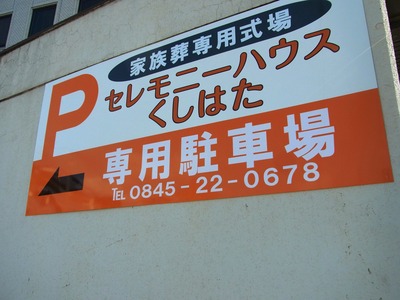 家族葬専用式場
P
セレモニーハウス
くしはた
専用駐車場
TEL 0845-22-0678